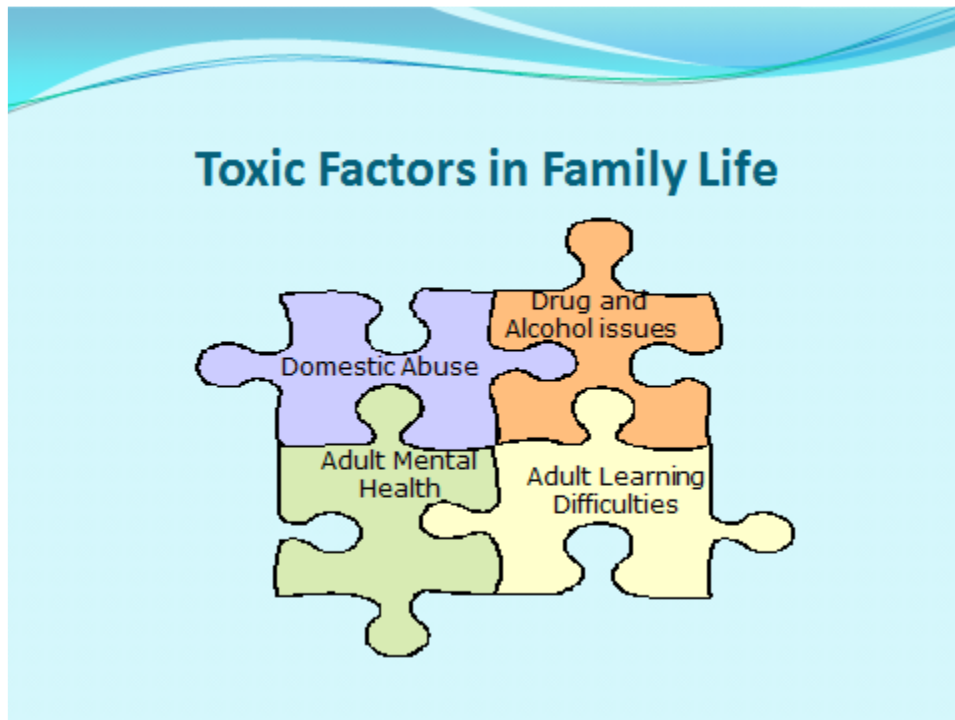 Toxic Factors in Family Life
Drug and
Alcohol issues
Domestic Abuse
Adult Mental
Health
Adult Learning
Difficulties